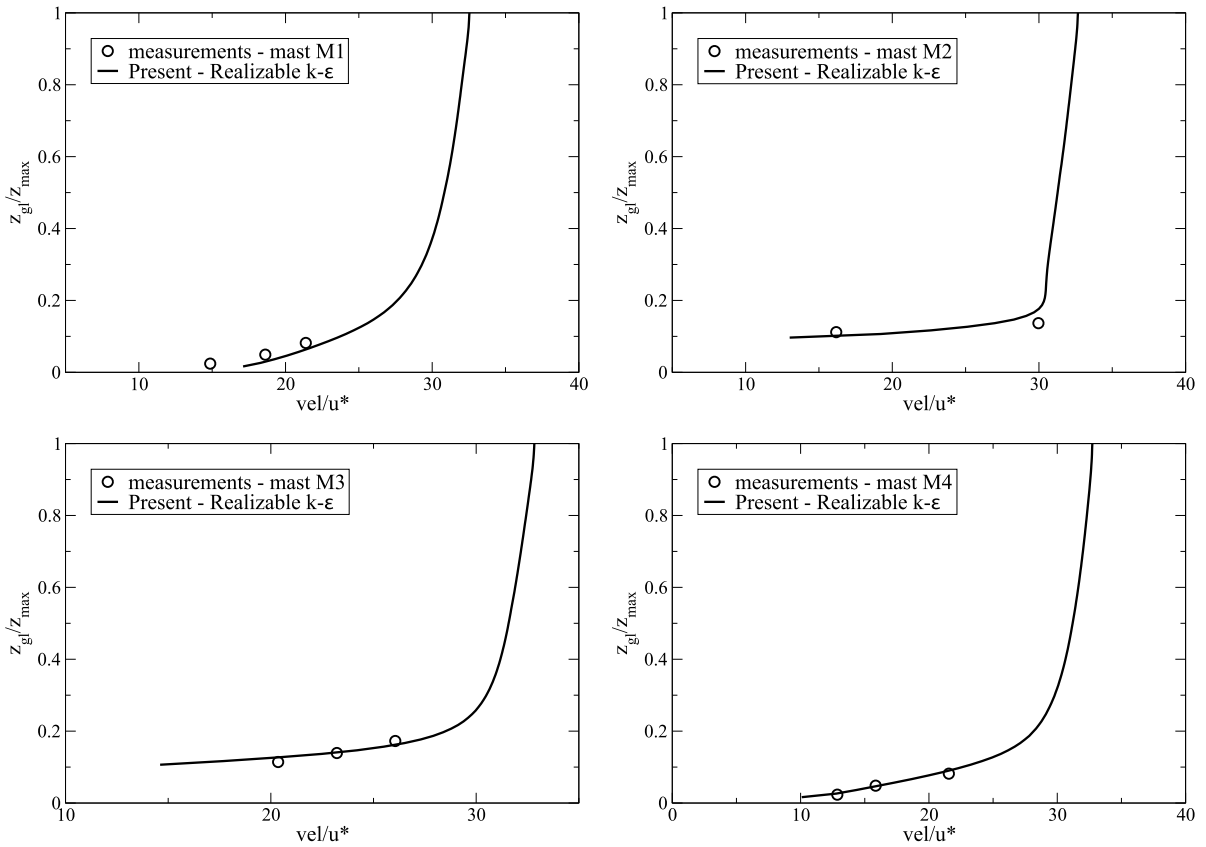 1
measurements - mast M1
Present - Realizable k-ε
0.8
0.6
z_gl/z_max
0.4
0.2
0
10
20
30
40
vel/u*
1
measurements - mast M2
Present - Realizable k-ε
0.8
0.6
z_gl/z_max
0.4
0.2
0
10
20
30
40
vel/u*
1
measurements - mast M3
Present - Realizable k-ε
0.8
0.6
z_gl/z_max
0.4
0.2
0
10
20
30
vel/u*
1
measurements - mast M4
Present - Realizable k-ε
0.8
0.6
z_gl/z_max
0.4
0.2
0
0
10
20
30
40
vel/u*